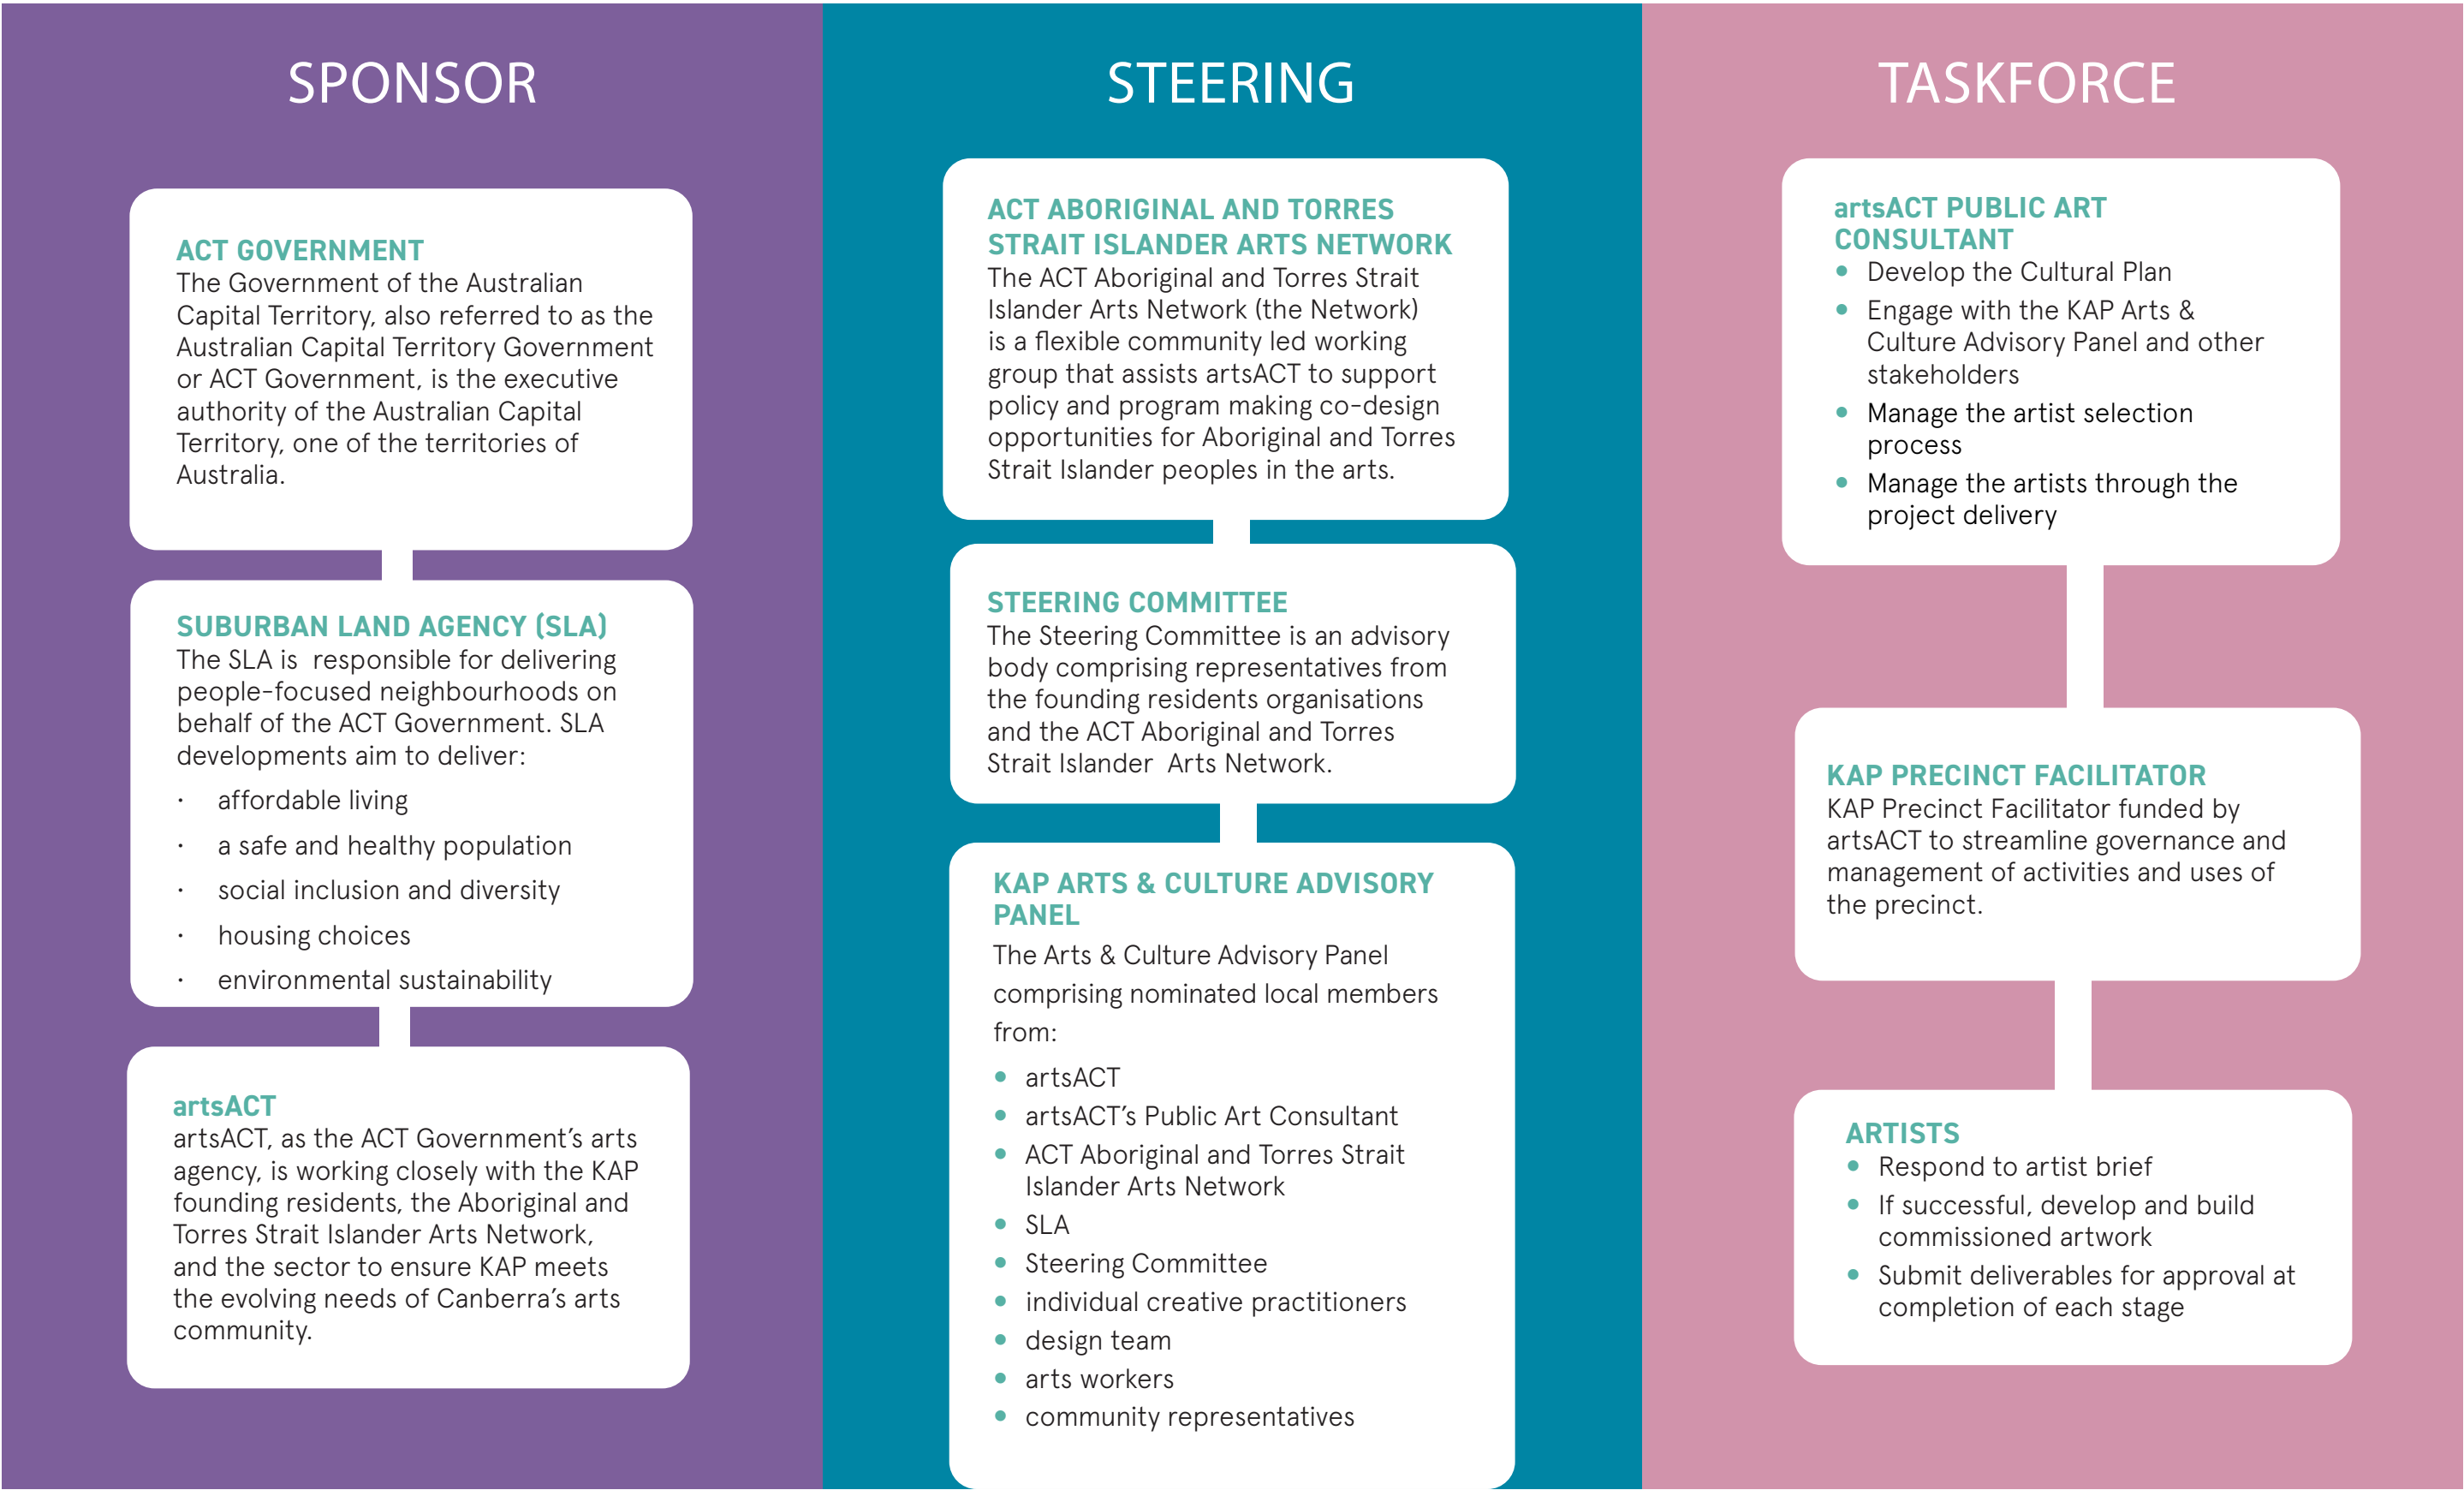 SPONSOR
ACT GOVERNMENT
The Government of the Australian
Capital Territory, also referred to as the
Australian Capital Territory Government
or ACT Government, is the executive
authority of the Australian Capital
Territory, one of the territories of
Australia.
SUBURBAN LAND AGENCY (SLA)
The SLA is  responsible for delivering
people-focused neighbourhoods on
behalf of the ACT Government. SLA
developments aim to deliver:
· affordable living
· a safe and healthy population
· social inclusion and diversity
· housing choices
· environmental sustainability
artsACT
artsACT, as the ACT Government’s arts
agency, is working closely with the KAP
founding residents, the Aboriginal and
Torres Strait Islander Arts Network,
and the sector to ensure KAP meets
the evolving needs of Canberra’s arts
community.
STEERING
ACT ABORIGINAL AND TORRES
STRAIT ISLANDER ARTS NETWORK
The ACT Aboriginal and Torres Strait
Islander Arts Network (the Network)
is a flexible community led working
group that assists artsACT to support
policy and program making co-design
opportunities for Aboriginal and Torres
Strait Islander peoples in the arts.
STEERING COMMITTEE
The Steering Committee is an advisory
body comprising representatives from
the founding residents organisations
and the ACT Aboriginal and Torres
Strait Islander  Arts Network.
KAP ARTS & CULTURE ADVISORY
PANEL
The Arts & Culture Advisory Panel
comprising nominated local members
from:
• artsACT
• artsACT’s Public Art Consultant
• ACT Aboriginal and Torres Strait
Islander Arts Network
• SLA
• Steering Committee
• individual creative practitioners
• design team
• arts workers
• community representatives
TASKFORCE
artsACT PUBLIC ART
CONSULTANT
• Develop the Cultural Plan
• Engage with the KAP Arts &
Culture Advisory Panel and other
stakeholders
• Manage the artist selection
process
• Manage the artists through the
project delivery
KAP PRECINCT FACILITATOR
KAP Precinct Facilitator funded by
artsACT to streamline governance and
management of activities and uses of
the precinct.
ARTISTS
• Respond to artist brief
• If successful, develop and build
commissioned artwork
• Submit deliverables for approval at
completion of each stage